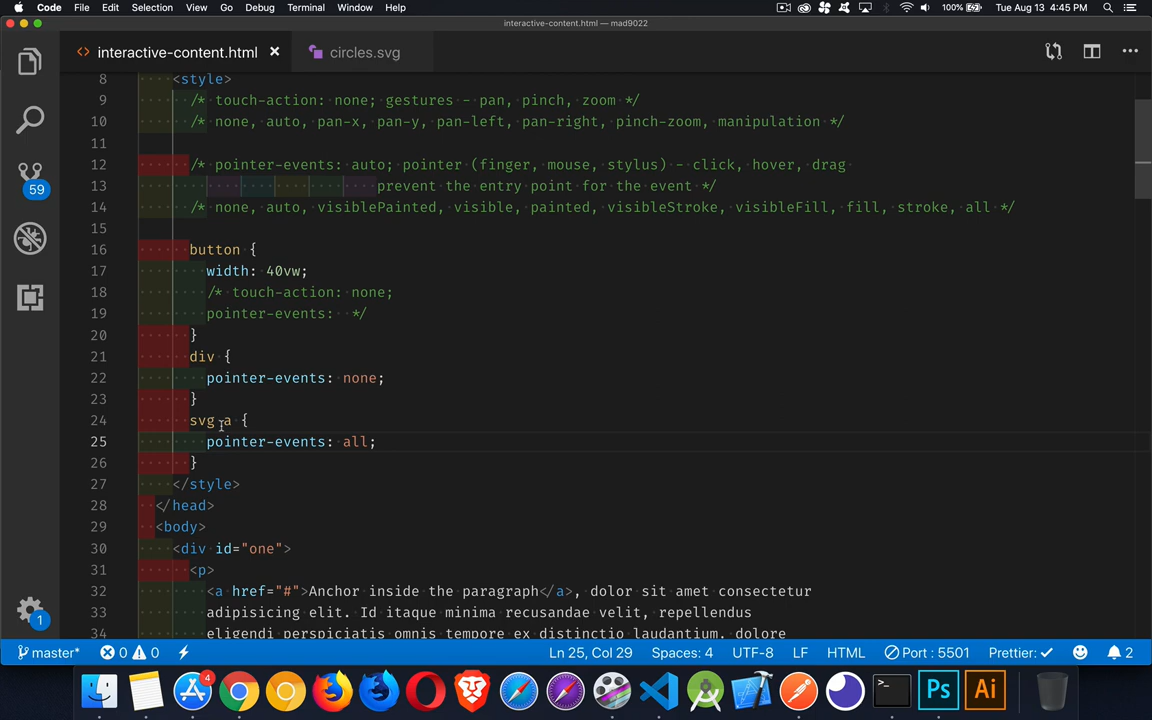 Code File Edit Selection View Go Debug Terminal Window Help 100% Tue Aug 13 4:45 PM
interactive-content.html — mad9022
<> interactive-content.html × circles.svg
8 <style>
9 /* touch-action: none; gestures - pan, pinch, zoom */
10 /* none, auto, pan-x, pan-y, pan-left, pan-right, pinch-zoom, manipulation */
11
12 /* pointer-events: auto; pointer (finger, mouse, stylus) - click, hover, drag
13 prevent the entry point for the event */
14 /* none, auto, visiblePainted, visible, painted, visibleStroke, visibleFill, fill, stroke, all */
15
16 button {
17 width: 40vw;
18 /* touch-action: none;
19 pointer-events: */
20 }
21 div {
22 pointer-events: none;
23 }
24 svg a {
25 pointer-events: all;
26 }
27 </style>
28 </head>
29 <body>
30 <div id="one">
31 <p>
32 <a href="#">Anchor inside the paragraph</a>, dolor sit amet consectetur
33 adipisicing elit. Id itaque minima recusandae velit, repellendus
34 eligendi perspiciatis omnis tempore ex distinctio laudantium. dolore
59
1
master* 0 0 Ln 25, Col 29 Spaces: 4 UTF-8 LF HTML Port : 5501 Prettier: 2
4
>_
Ps
Ai